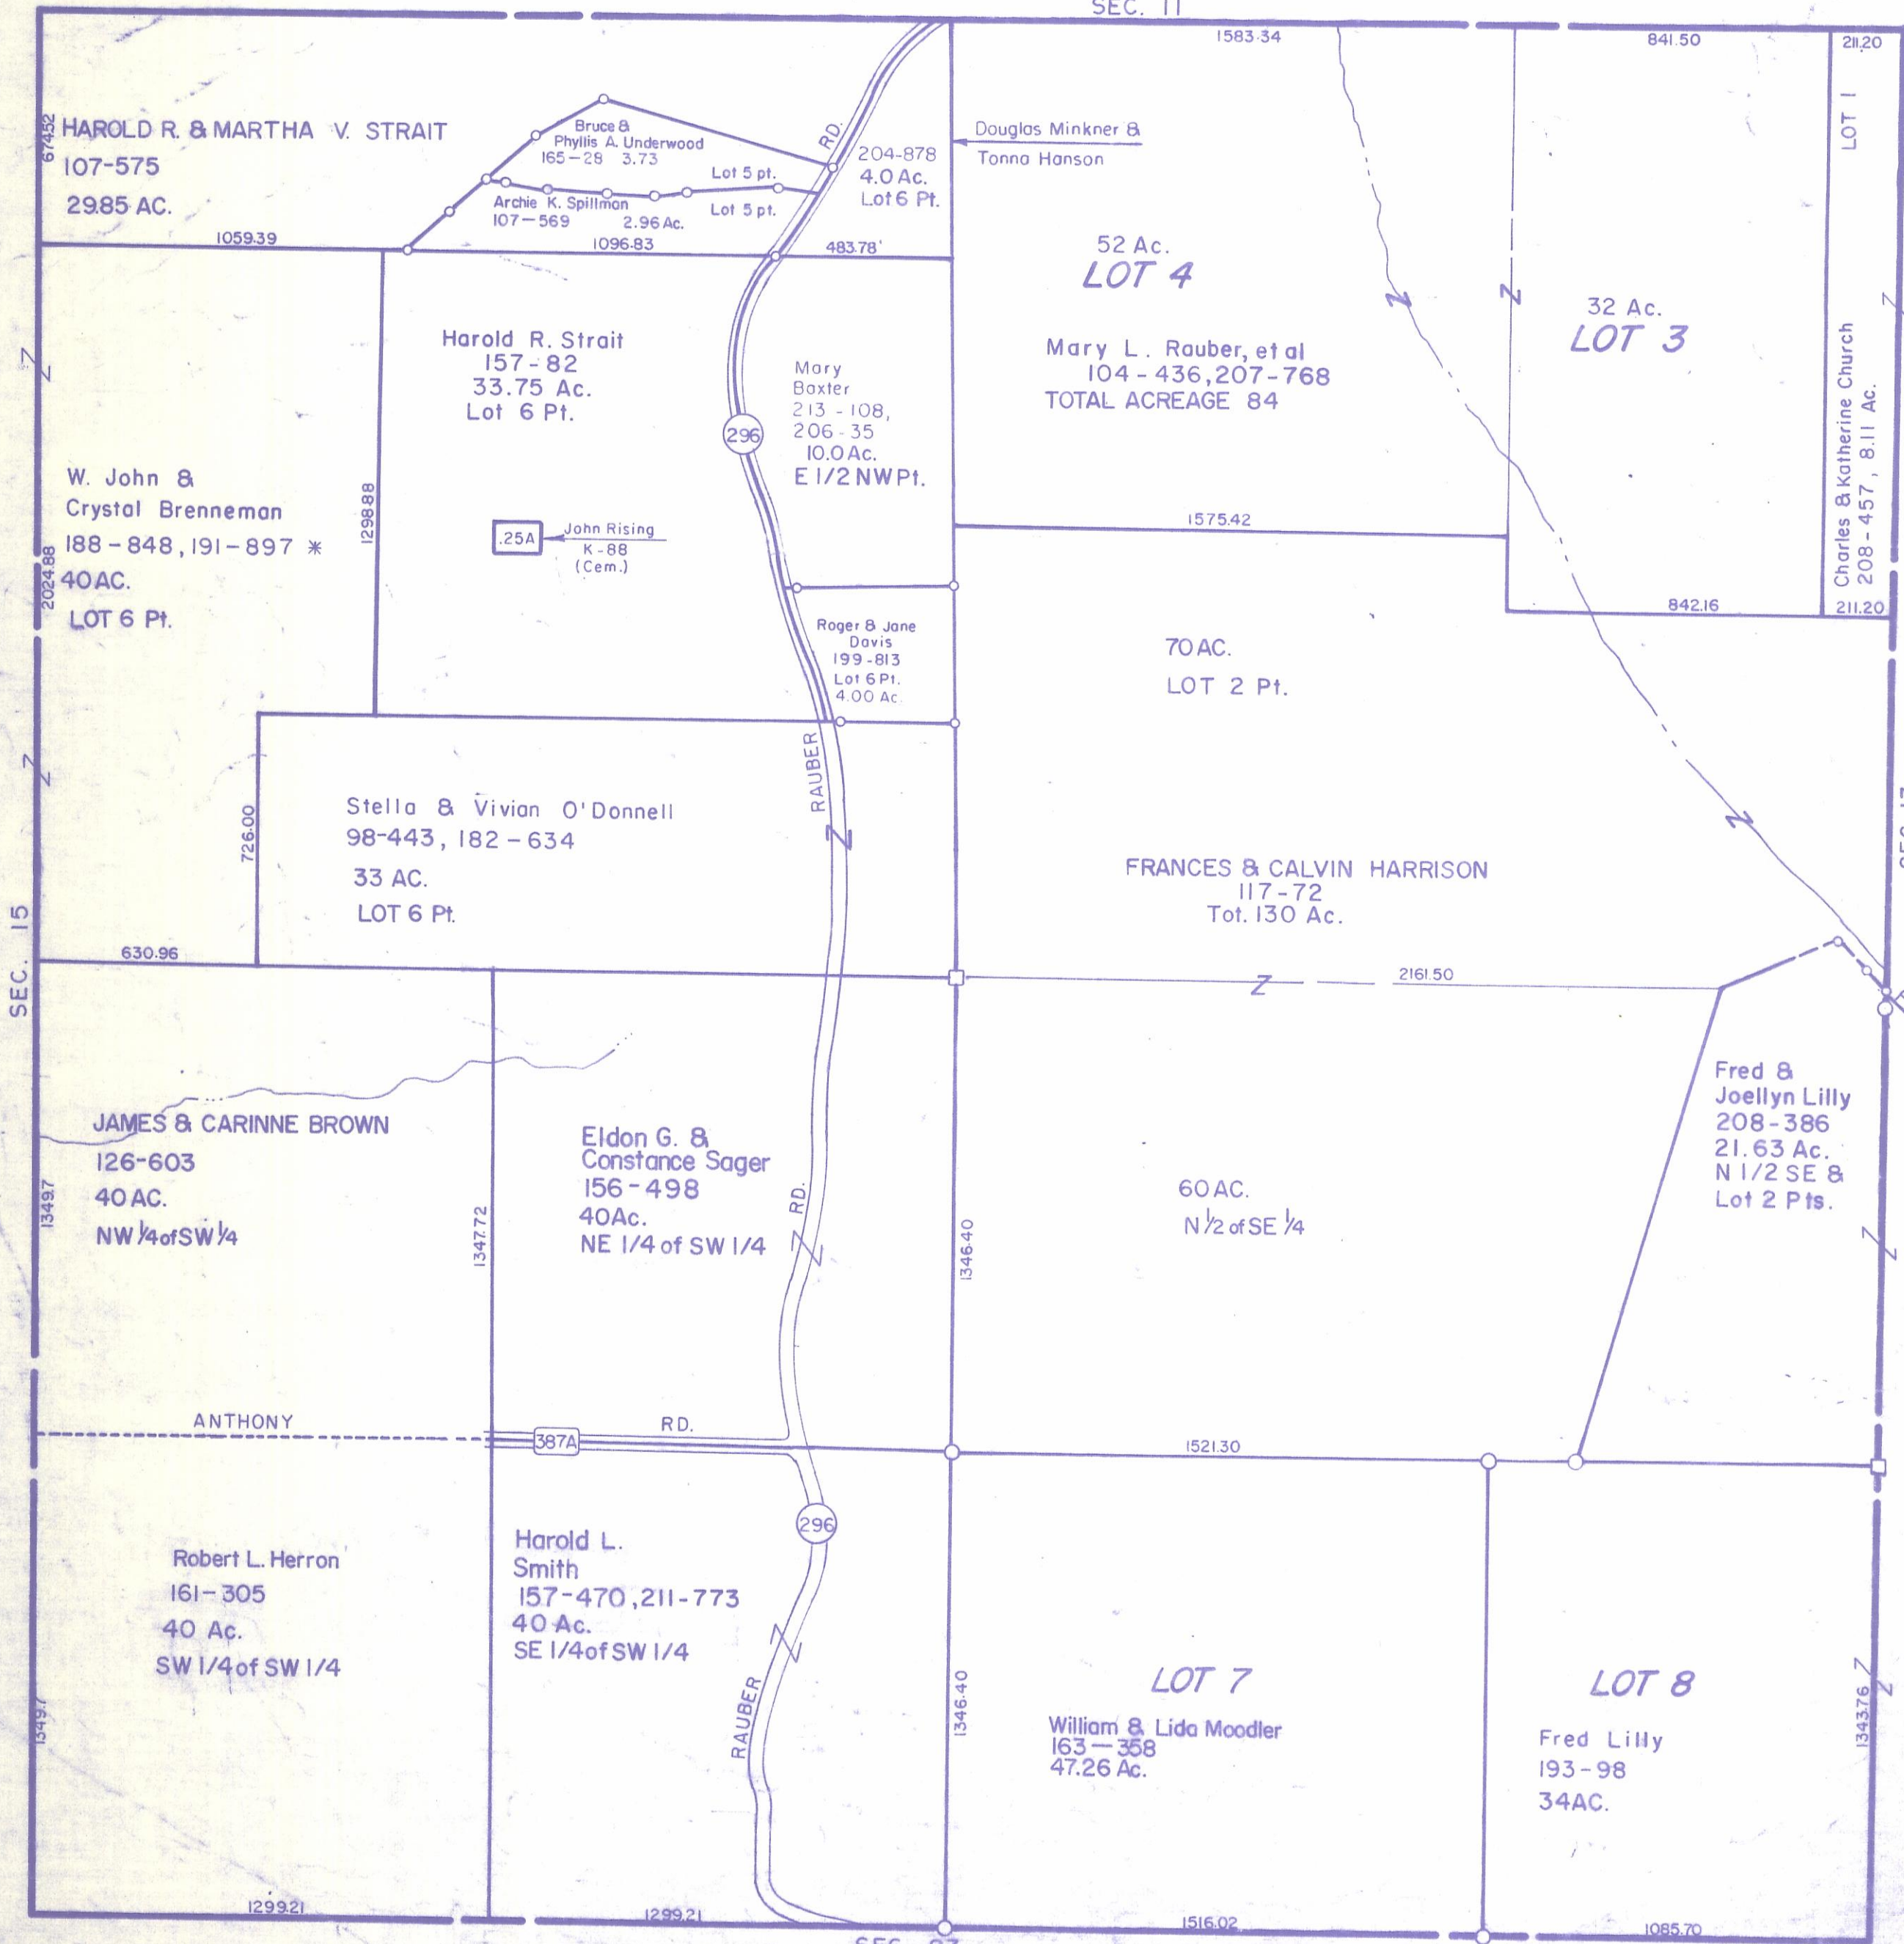 SEC. 11
1583.34
841.50
211.20
67452
HAROLD R. & MARTHA V. STRAIT
107-575
29.85 AC.
1059.39
Bruce &
Phyllis A. Underwood
165-28 3.73
Lot 5 pt.
Archie K. Spillman
107-569 2.96 Ac.
Lot 5 pt.
1096.83
RD.
204-878
4.0 Ac.
Lot 6 Pt.
483.78'
Douglas Minkner &
Tonna Hanson
52 Ac.
LOT 4
Mary L. Rauber, et al
104-436, 207-768
TOTAL ACREAGE 84
1575.42
32 Ac.
LOT 3
842.16
LOT 1
Charles & Katherine Church
208-457, 8.11 Ac.
211.20
Harold R. Strait
157-82
33.75 Ac.
Lot 6 Pt.
296
Mary
Baxter
213-108,
206-35
10.0 Ac.
E 1/2 NW Pt.
W. John &
Crystal Brenneman
188-848, 191-897 *
40 AC.
LOT 6 Pt.
2024.88
1298.88
.25A
John Rising
K-88
(Cem.)
Roger & Jane
Davis
199-813
Lot 6 Pt.
4.00 Ac.
70 AC.
LOT 2 Pt.
RAUBER
726.00
Stella & Vivian O'Donnell
98-443, 182-634
33 AC.
LOT 6 Pt.
FRANCES & CALVIN HARRISON
117-72
Tot. 130 Ac.
SEC. 15
630.96
2161.50
Fred &
Joellyn Lilly
208-386
21.63 Ac.
N 1/2 SE &
Lot 2 Pts.
JAMES & CARINNE BROWN
126-603
40 AC.
NW 1/4 of SW 1/4
1349.7
1347.72
Eldon G. &
Constance Sager
156-498
40 Ac.
NE 1/4 of SW 1/4
RD.
1346.40
60 AC.
N 1/2 of SE 1/4
ANTHONY
RD.
387A
1521.30
296
Robert L. Herron
161-305
40 Ac.
SW 1/4 of SW 1/4
1349.7
Harold L.
Smith
157-470, 211-773
40 Ac.
SE 1/4 of SW 1/4
RAUBER
1346.40
LOT 7
William & Lida Moodler
163-358
47.26 Ac.
LOT 8
Fred Lilly
193-98
34 AC.
1343.76
1299.21
1299.21
1516.02
1085.70